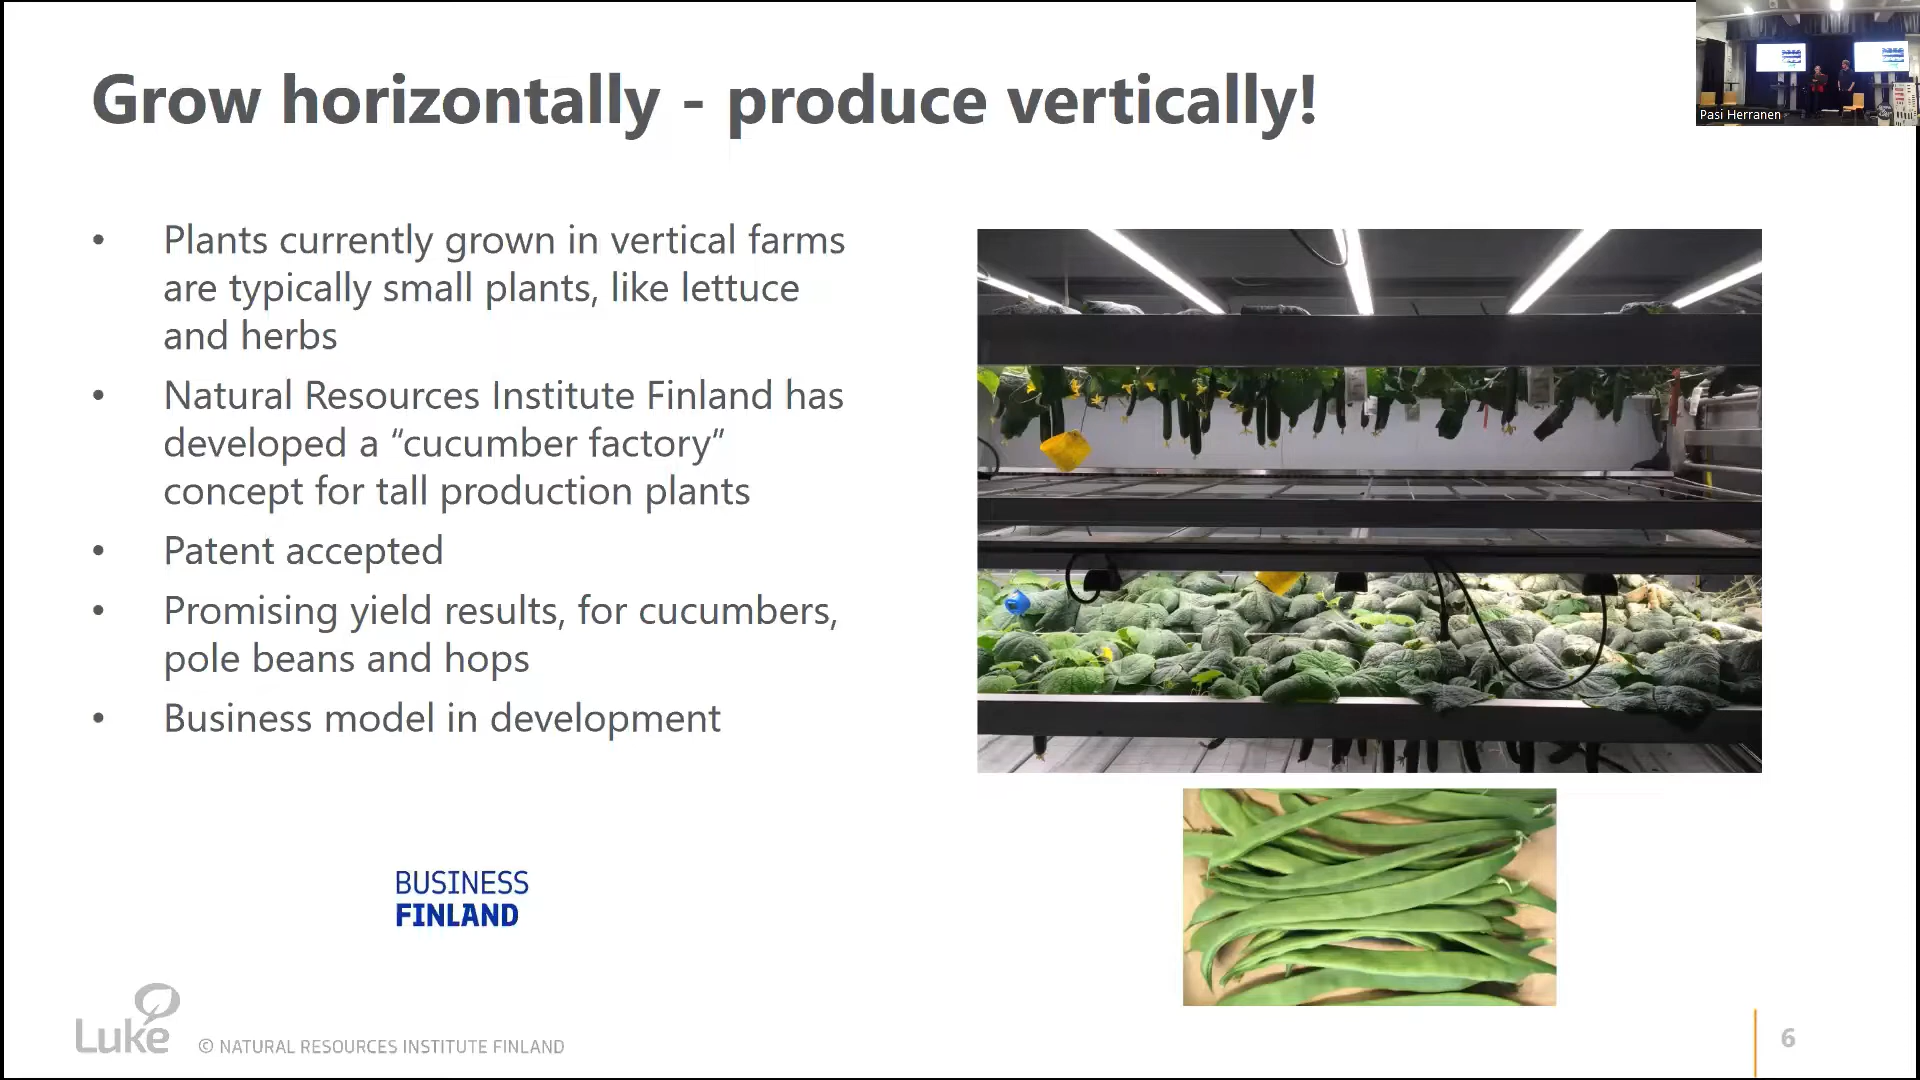 Grow horizontally - produce vertically!
Pasi Herranen
• Plants currently grown in vertical farms
are typically small plants, like lettuce
and herbs
• Natural Resources Institute Finland has
developed a “cucumber factory”
concept for tall production plants
• Patent accepted
• Promising yield results, for cucumbers,
pole beans and hops
• Business model in development
BUSINESS
FINLAND
Luke
© NATURAL RESOURCES INSTITUTE FINLAND
6